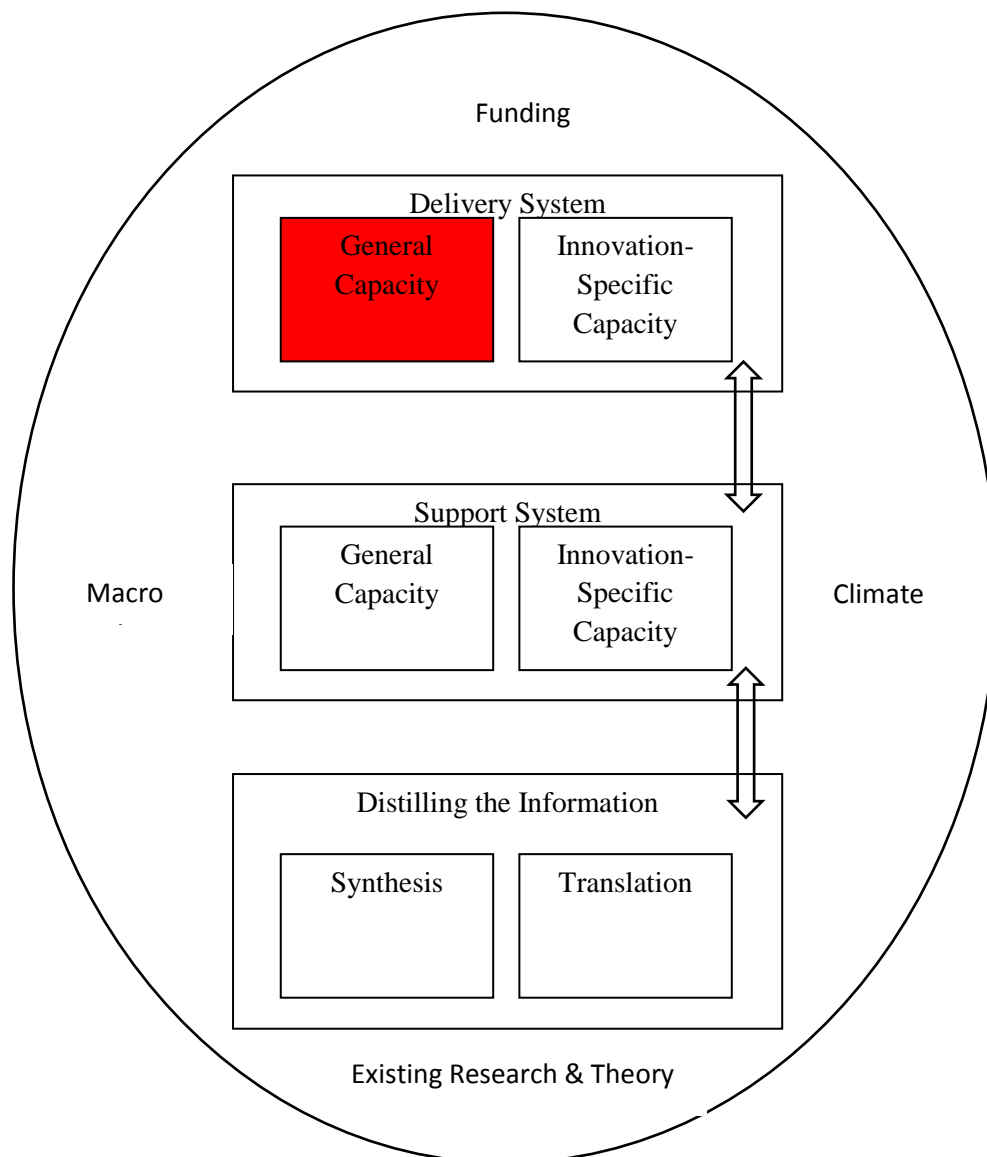 Funding
Delivery System
General
Capacity
Innovation-
Specific
Capacity
Support System
General
Capacity
Innovation-
Specific
Capacity
Macro
Climate
Distilling the Information
Synthesis
Translation
Existing Research & Theory